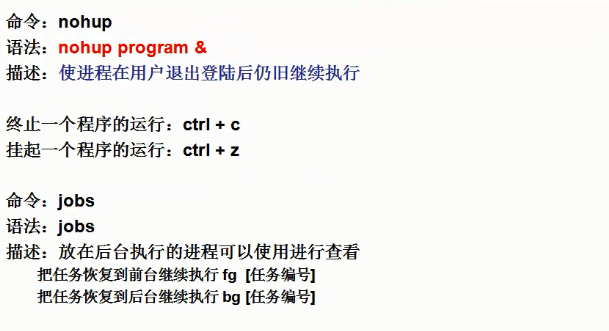 命令：nohup
语法：nohup program &
描述：使进程在用户退出登陆后仍旧继续执行
终止一个程序的运行：ctrl + c
挂起一个程序的运行：ctrl + z
命令：jobs
语法：jobs
描述：放在后台执行的进程可以使用进行查看
把任务恢复到前台继续执行 fg [任务编号]
把任务恢复到后台继续执行 bg [任务编号]